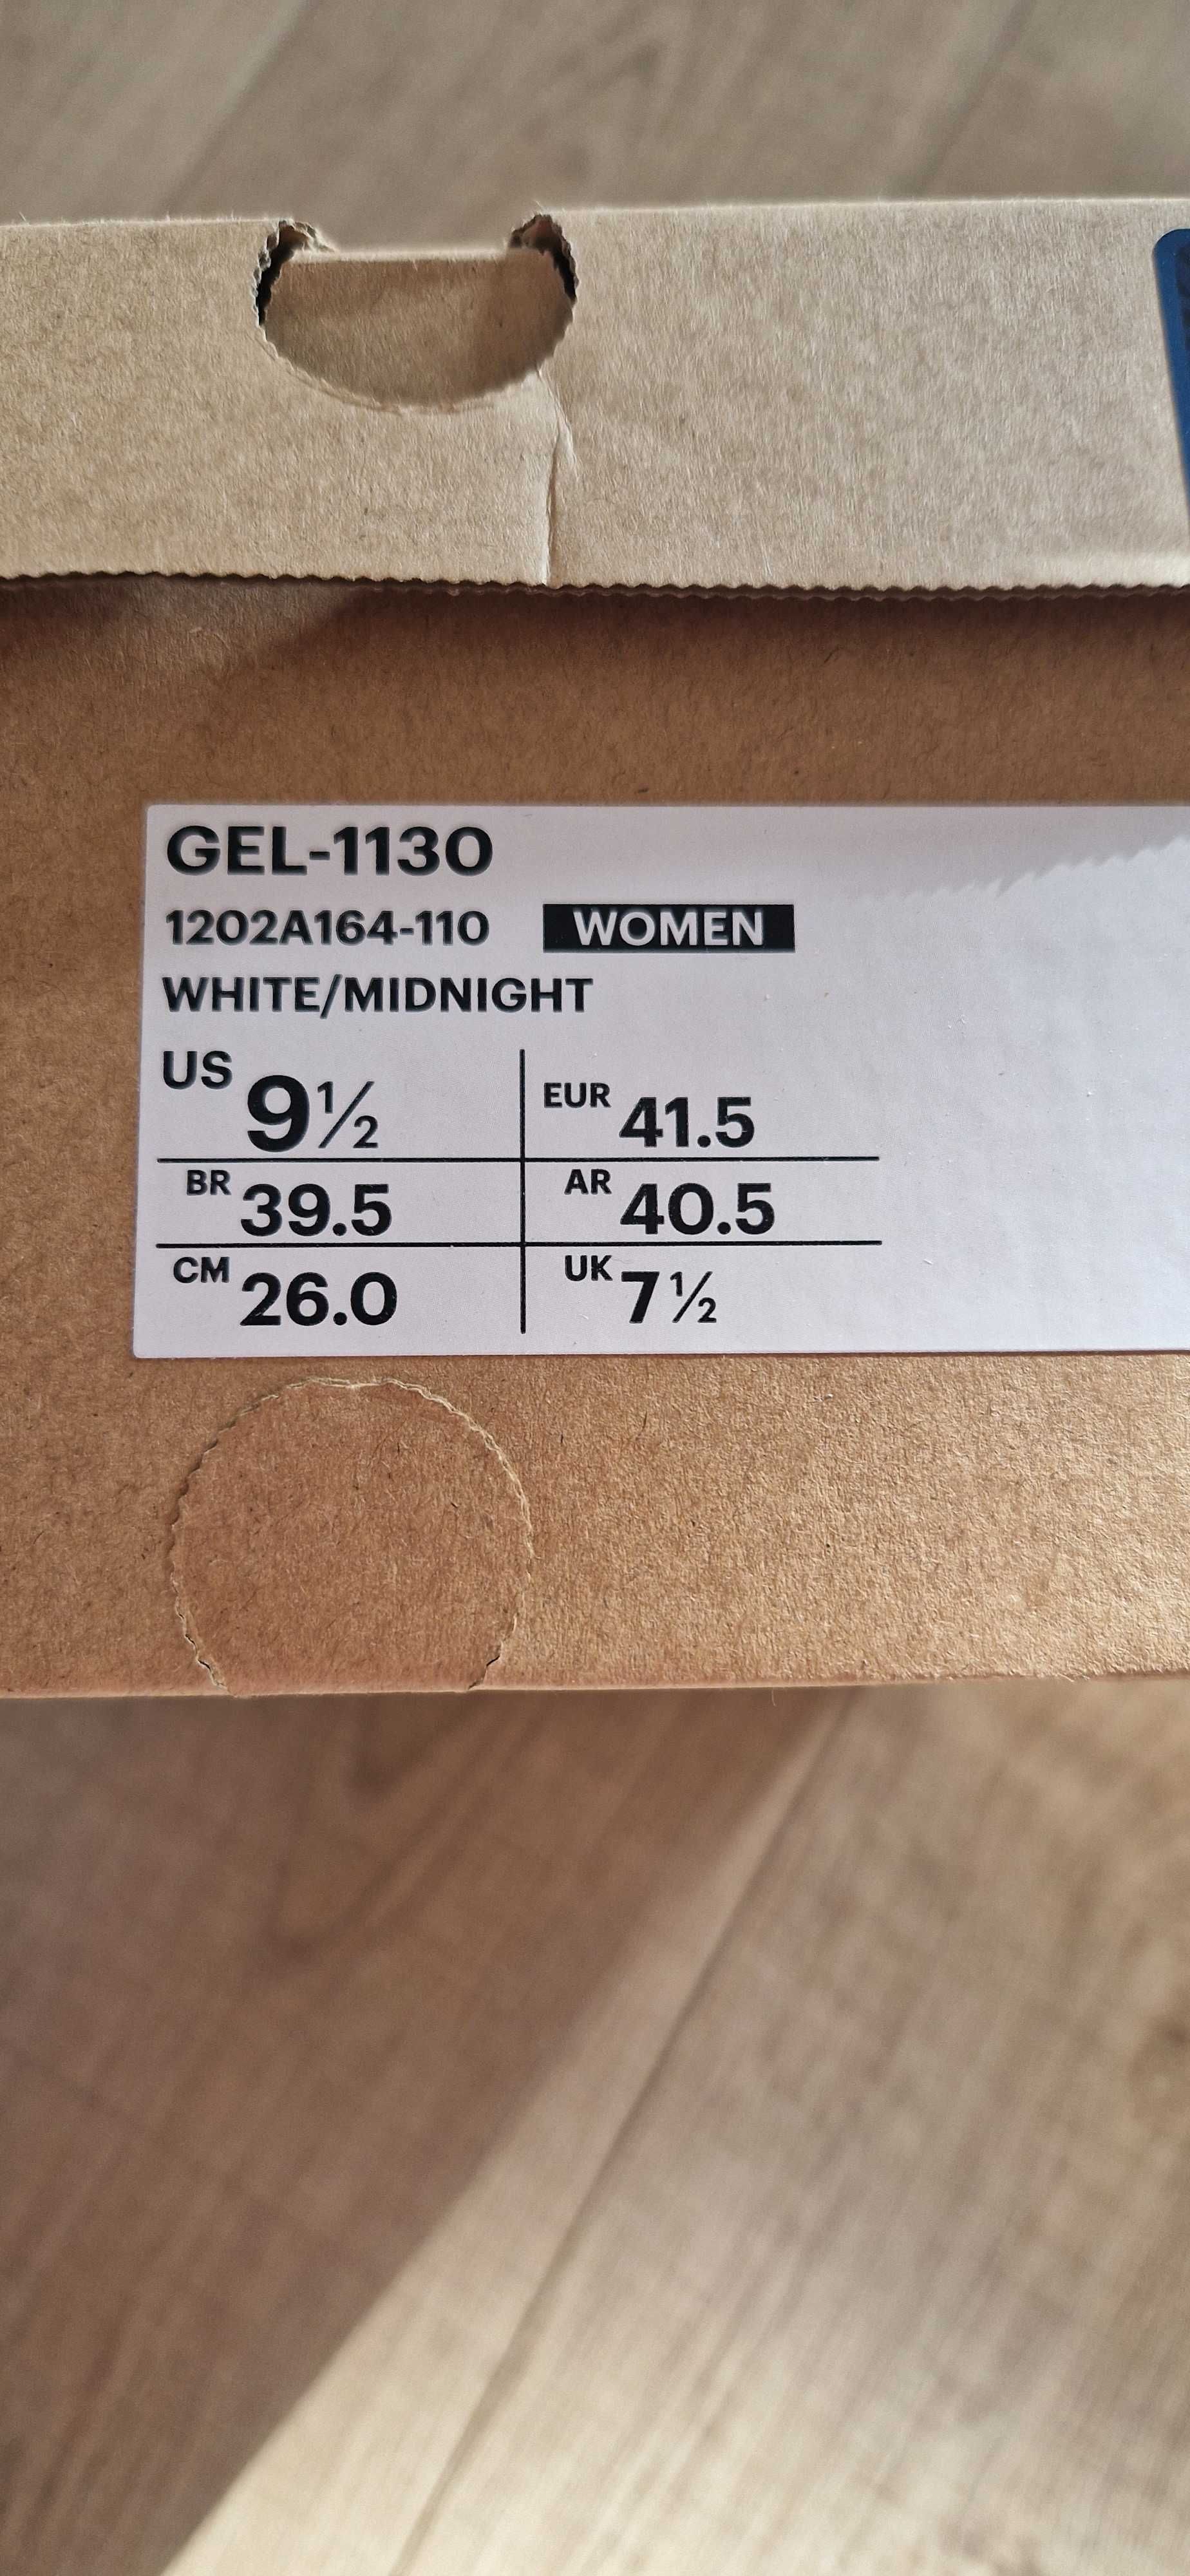 GEL-1130
1202A164-110 WOMEN
WHITE/MIDNIGHT
US 9½ EUR 41.5
BR 39.5 AR 40.5
CM 26.0 UK 7½